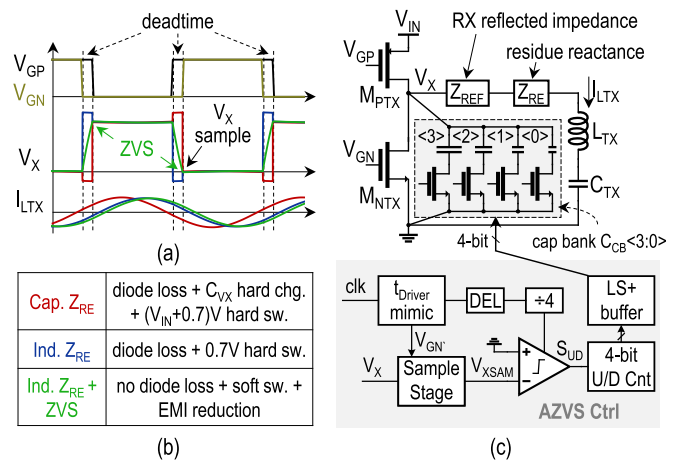 deadtime
V_GP
V_GN
V_X
sample
ZVS
V_X
I_LTX
(a)
Cap. Z_RE
diode loss + C_VX hard chg.
+ (V_IN+0.7)V hard sw.
Ind. Z_RE
diode loss + 0.7V hard sw.
Ind. Z_RE +
ZVS
no diode loss + soft sw. +
EMI reduction
(b)
V_IN
RX reflected impedance
residue reactance
V_GP
M_PTX
V_X
Z_REF
Z_RE
I_LTX
<3>
<2>
<1>
<0>
L_TX
V_GN
M_NTX
C_TX
4-bit
cap bank C_CB<3:0>
clk
t_Driver
mimic
DEL
÷4
LS+
buffer
V_GN`
V_X
Sample
Stage
V_XSAM
+
−
S_UD
4-bit
U/D Cnt
AZVS Ctrl
(c)